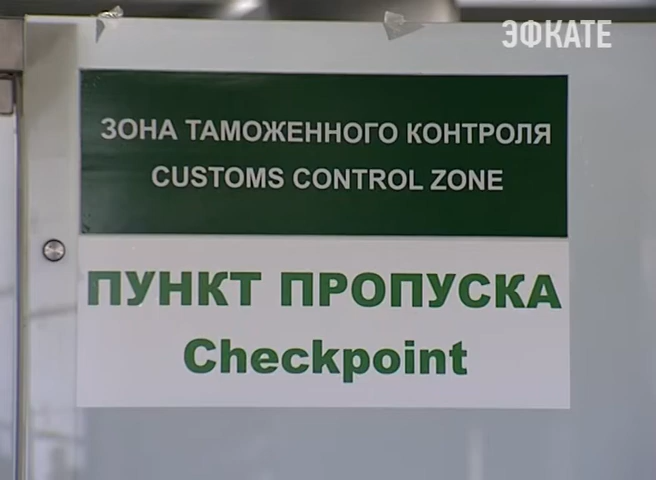 ЭФКАТЕ
ЗОНА ТАМОЖЕННОГО КОНТРОЛЯ
CUSTOMS CONTROL ZONE
ПУНКТ ПРОПУСКА
Checkpoint